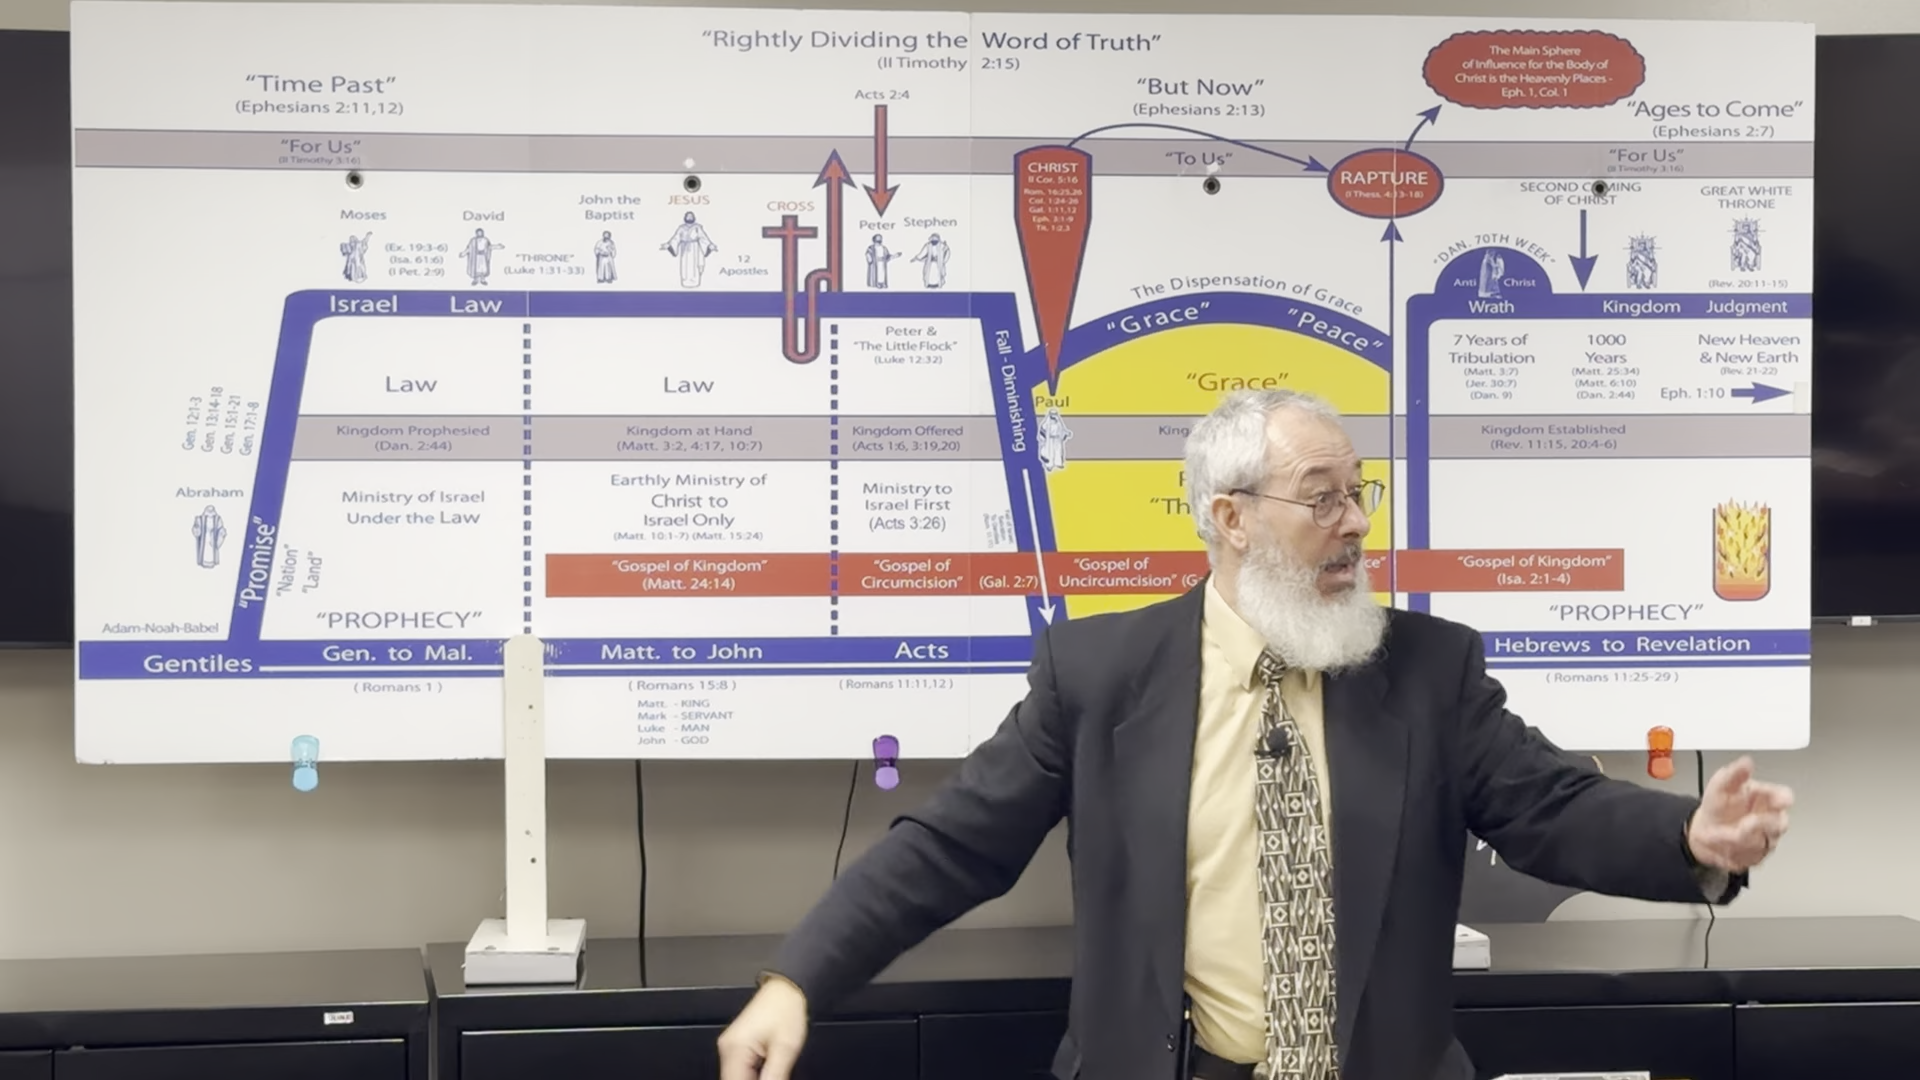 "Rightly Dividing the Word of Truth"
(II Timothy 2:15)
"Time Past"
(Ephesians 2:11,12)
Acts 2:4
"But Now"
(Ephesians 2:13)
The Main Sphere
of Influence for the Body of
Christ is the Heavenly Places -
Eph. 1, Col. 1
"Ages to Come"
(Ephesians 2:7)
"For Us"
(II Timothy 3:16)
"To Us"
"For Us"
(II Timothy 3:16)
Moses
(Ex. 19:3-6)
(Isa. 61:6)
(I Pet. 2:9)
David
"THRONE"
(Luke 1:31-33)
John the
Baptist
JESUS
12
Apostles
CROSS
Peter
Stephen
CHRIST
II Cor. 5:16
Rom. 16:25,26
Col. 1:24-26
Gal. 1:11,12
Eph. 3:1-9
Tit. 1:2,3
RAPTURE
(I Thess. 4:13-18)
SECOND COMING
OF CHRIST
GREAT WHITE
THRONE
(Rev. 20:11-15)
"DAN. 70TH WEEK"
Anti Christ
Israel Law
The Dispensation of Grace
"Grace" "Peace"
Wrath Kingdom Judgment
Law
Law
Peter &
"The Little Flock"
(Luke 12:32)
Fall - Diminishing
Paul
"Grace"
7 Years of
Tribulation
(Matt. 3:7)
(Jer. 30:7)
(Dan. 9)
1000
Years
(Matt. 25:34)
(Matt. 6:10)
(Dan. 2:44)
New Heaven
& New Earth
(Rev. 21-22)
Eph. 1:10
Gen. 12:1-3
Gen. 13:14-18
Gen. 15:1-21
Gen. 17:1-8
Kingdom Prophesied
(Dan. 2:44)
Kingdom at Hand
(Matt. 3:2, 4:17, 10:7)
Kingdom Offered
(Acts 1:6, 3:19,20)
King
Kingdom Established
(Rev. 11:15, 20:4-6)
Abraham
"Promise"
"Nation"
"Land"
Ministry of Israel
Under the Law
Earthly Ministry of
Christ to
Israel Only
(Matt. 10:1-7) (Matt. 15:24)
Ministry to
Israel First
(Acts 3:26)
"Th
"Gospel of Kingdom"
(Matt. 24:14)
"Gospel of
Circumcision"
(Gal. 2:7)
"Gospel of
Uncircumcision" (G
ce"
"Gospel of Kingdom"
(Isa. 2:1-4)
"PROPHECY"
"PROPHECY"
Adam-Noah-Babel
Gentiles
Gen. to Mal.
Matt. to John
Acts
Hebrews to Revelation
(Romans 1)
(Romans 15:8)
(Romans 11:11,12)
(Romans 11:25-29)
Matt. - KING
Mark - SERVANT
Luke - MAN
John - GOD